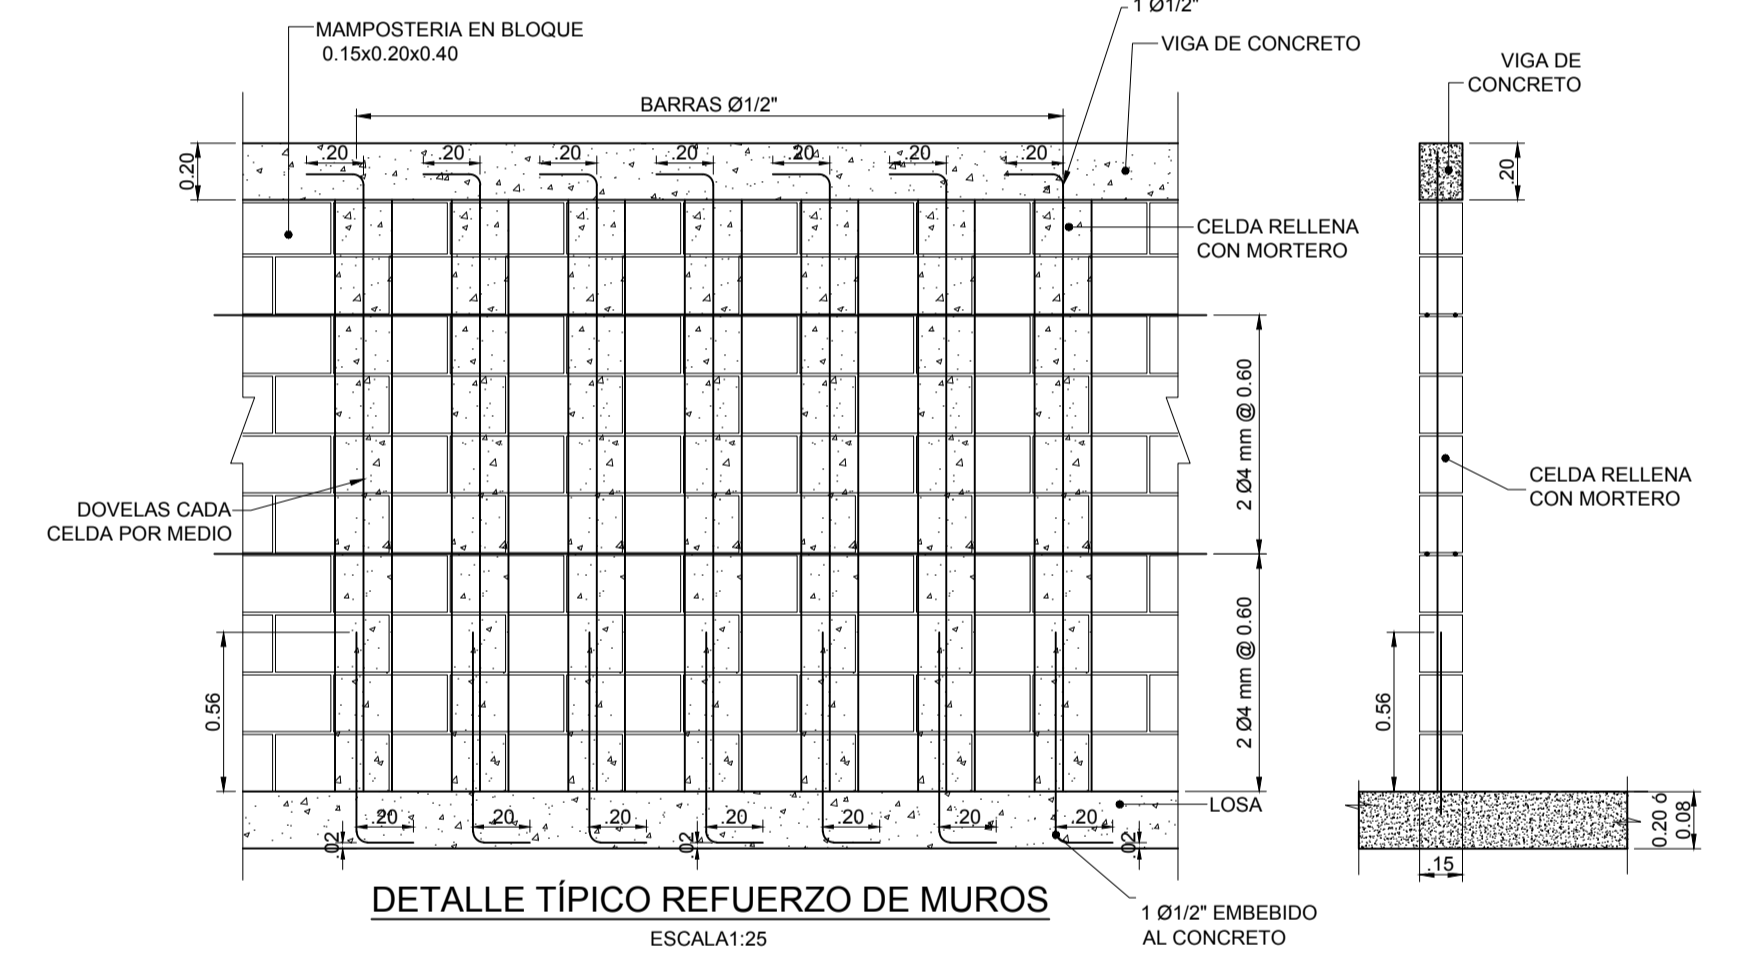 1 Ø1/2"
MAMPOSTERIA EN BLOQUE
0.15x0.20x0.40
VIGA DE CONCRETO
VIGA DE
CONCRETO
BARRAS Ø1/2"
0.20
.20
.20
.20
.20
.20
.20
.20
.20
CELDA RELLENA
CON MORTERO
2 Ø4 mm @ 0.60
DOVELAS CADA
CELDA POR MEDIO
CELDA RELLENA
CON MORTERO
2 Ø4 mm @ 0.60
0.56
0.56
LOSA
.20
.20
.20
.20
.20
.20
.20
.02
.02
.02
0.20 ó
0.08
.15
DETALLE TÍPICO REFUERZO DE MUROS
ESCALA1:25
1 Ø1/2" EMBEBIDO
AL CONCRETO